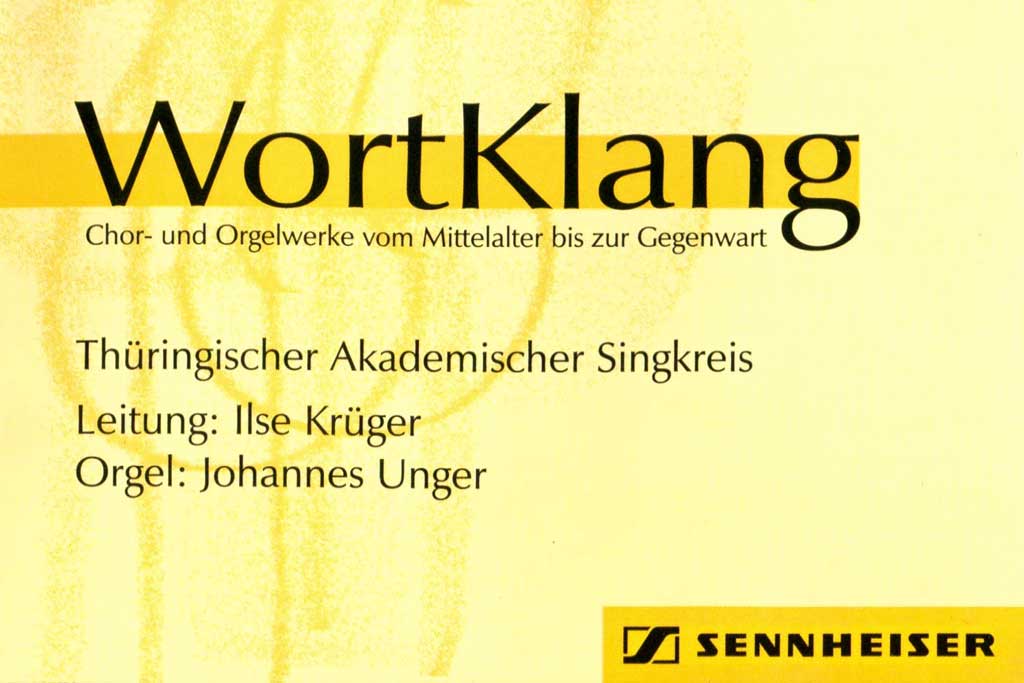 WortKlang
Chor- und Orgelwerke vom Mittelalter bis zur Gegenwart
Thüringischer Akademischer Singkreis
Leitung: Ilse Krüger
Orgel: Johannes Unger
SENNHEISER